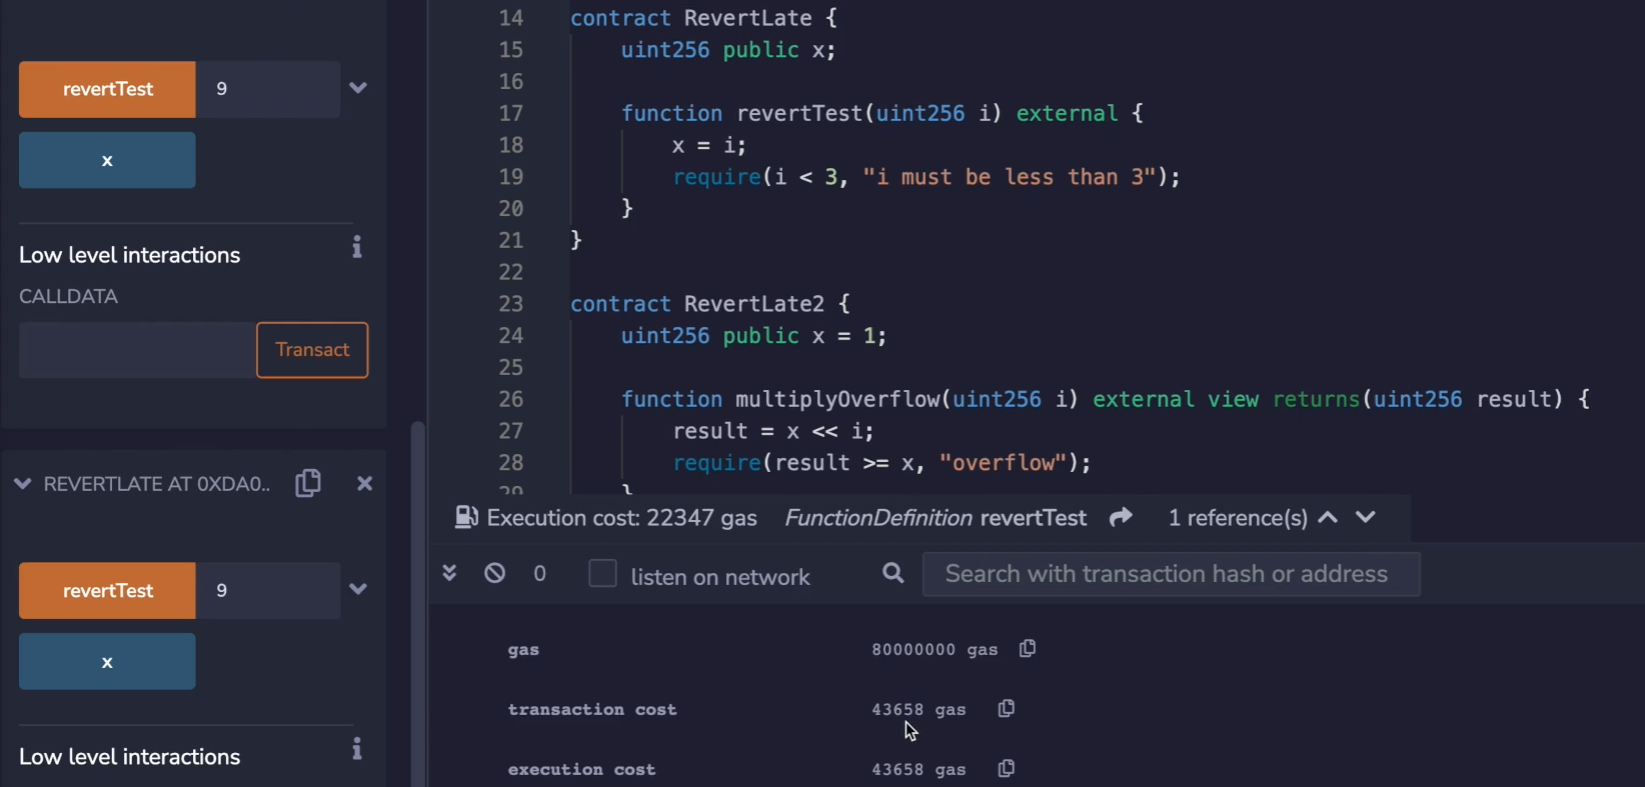 revertTest 9
x
Low level interactions
CALLDATA
Transact
REVERTLATE AT 0XDA0..
revertTest 9
x
Low level interactions
14 contract RevertLate {
15 uint256 public x;
16
17 function revertTest(uint256 i) external {
18 x = i;
19 require(i < 3, "i must be less than 3");
20 }
21 }
22
23 contract RevertLate2 {
24 uint256 public x = 1;
25
26 function multiplyOverflow(uint256 i) external view returns(uint256 result) {
27 result = x << i;
28 require(result >= x, "overflow");
29 }
Execution cost: 22347 gas FunctionDefinition revertTest 1 reference(s)
0 listen on network Search with transaction hash or address
gas 80000000 gas
transaction cost 43658 gas
execution cost 43658 gas